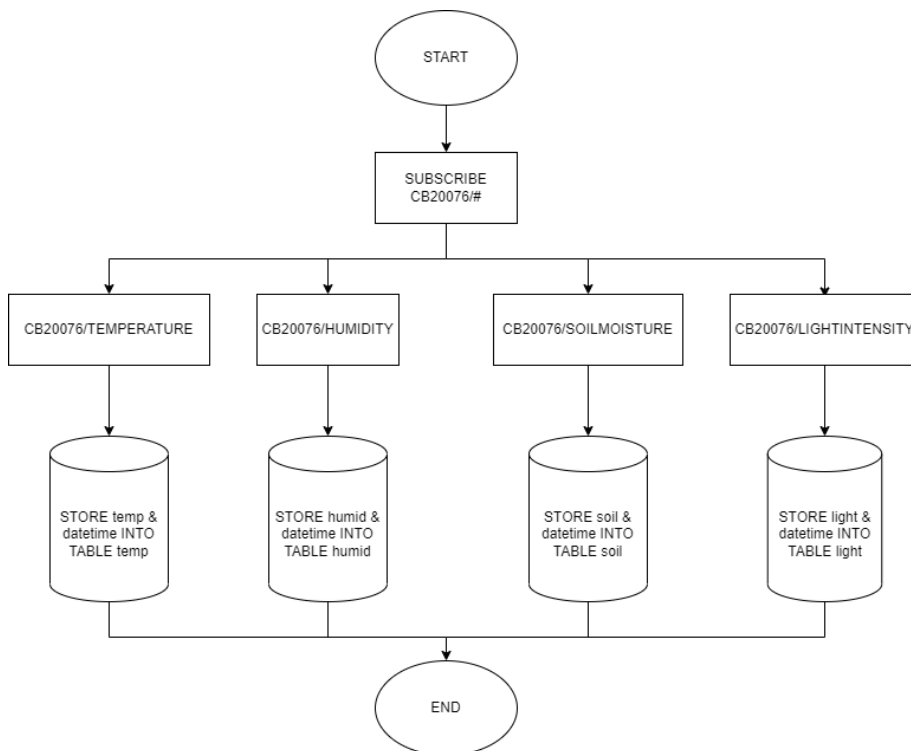 START
SUBSCRIBE
CB20076/#
CB20076/TEMPERATURE
CB20076/HUMIDITY
CB20076/SOILMOISTURE
CB20076/LIGHTINTENSITY
STORE temp &
datetime INTO
TABLE temp
STORE humid &
datetime INTO
TABLE humid
STORE soil &
datetime INTO
TABLE soil
STORE light &
datetime INTO
TABLE light
END